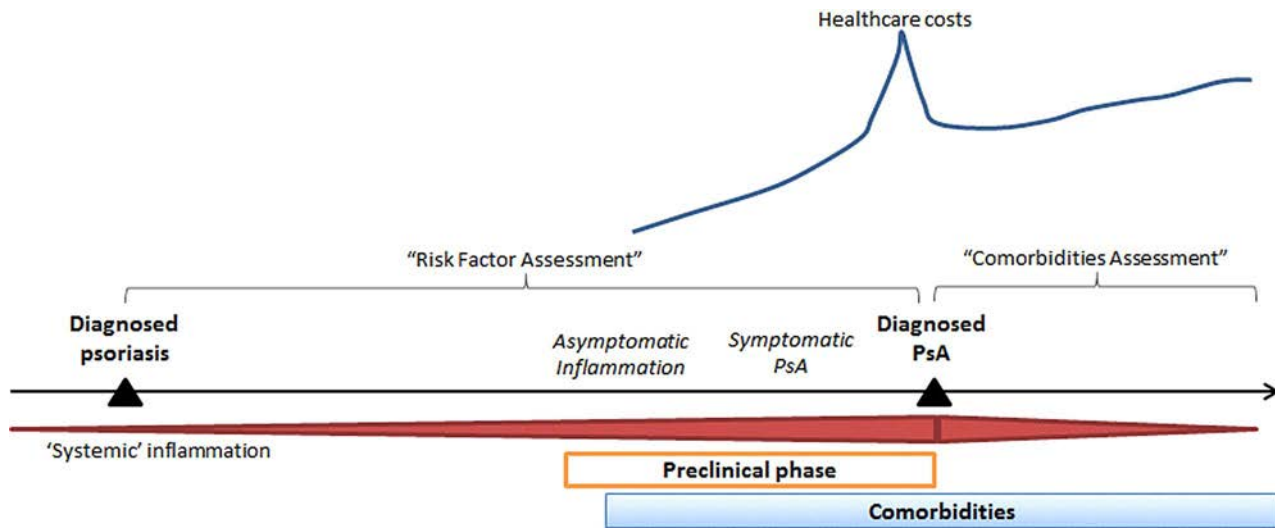 Healthcare costs
“Risk Factor Assessment”
“Comorbidities Assessment”
Diagnosed
psoriasis
Asymptomatic
Inflammation
Symptomatic
PsA
Diagnosed
PsA
‘Systemic’ inflammation
Preclinical phase
Comorbidities